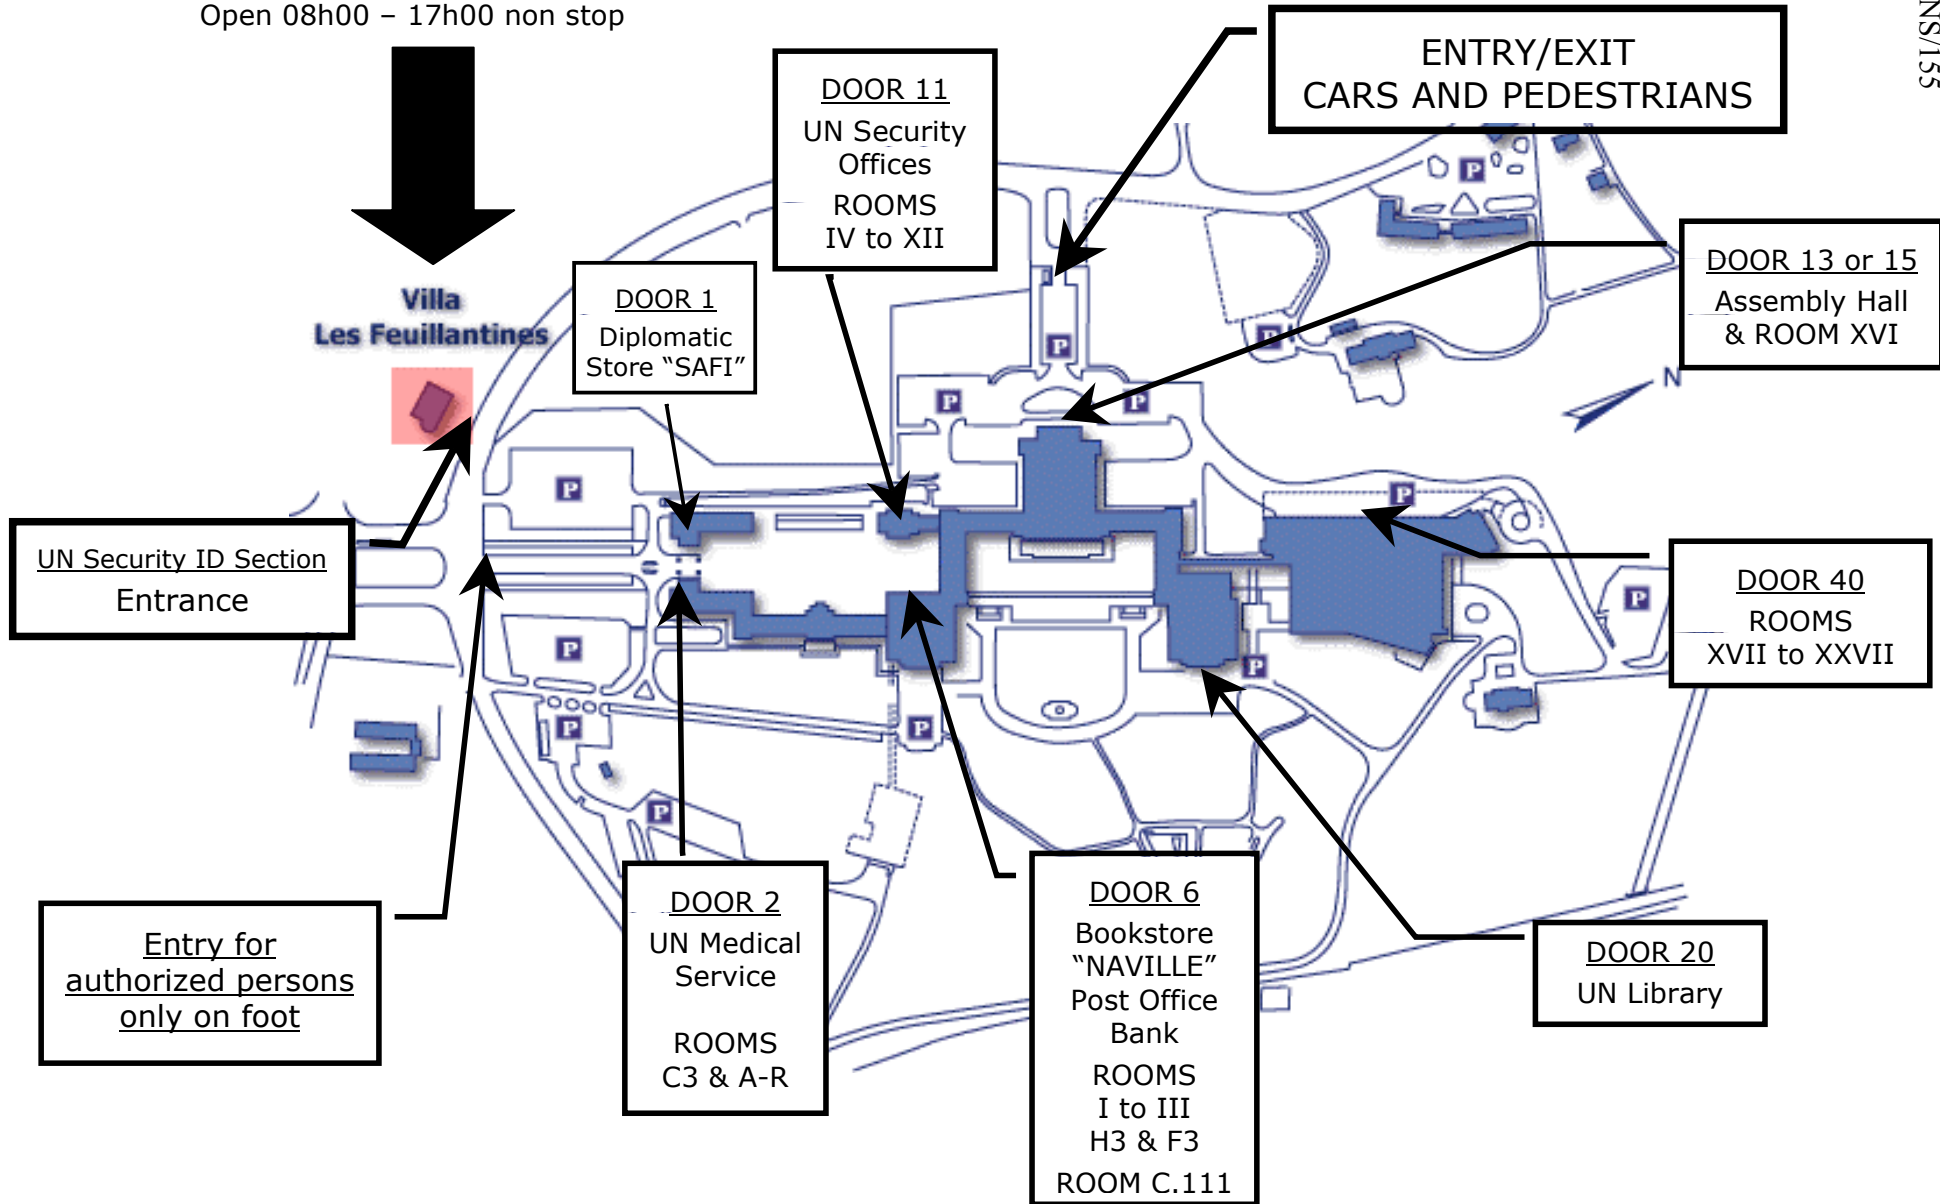 Open 08h00 – 17h00 non stop
NS/155
ENTRY/EXIT
CARS AND PEDESTRIANS
DOOR 11
UN Security
Offices
ROOMS
IV to XII
DOOR 13 or 15
Assembly Hall
& ROOM XVI
Villa
Les Feuillantines
DOOR 1
Diplomatic
Store “SAFI”
N
P
P
P
P
P
P
P
P
P
P
P
P
P
UN Security ID Section
Entrance
DOOR 40
ROOMS
XVII to XXVII
Entry for
authorized persons
only on foot
DOOR 2
UN Medical
Service
ROOMS
C3 & A-R
DOOR 6
Bookstore
“NAVILLE”
Post Office
Bank
ROOMS
I to III
H3 & F3
ROOM C.111
DOOR 20
UN Library